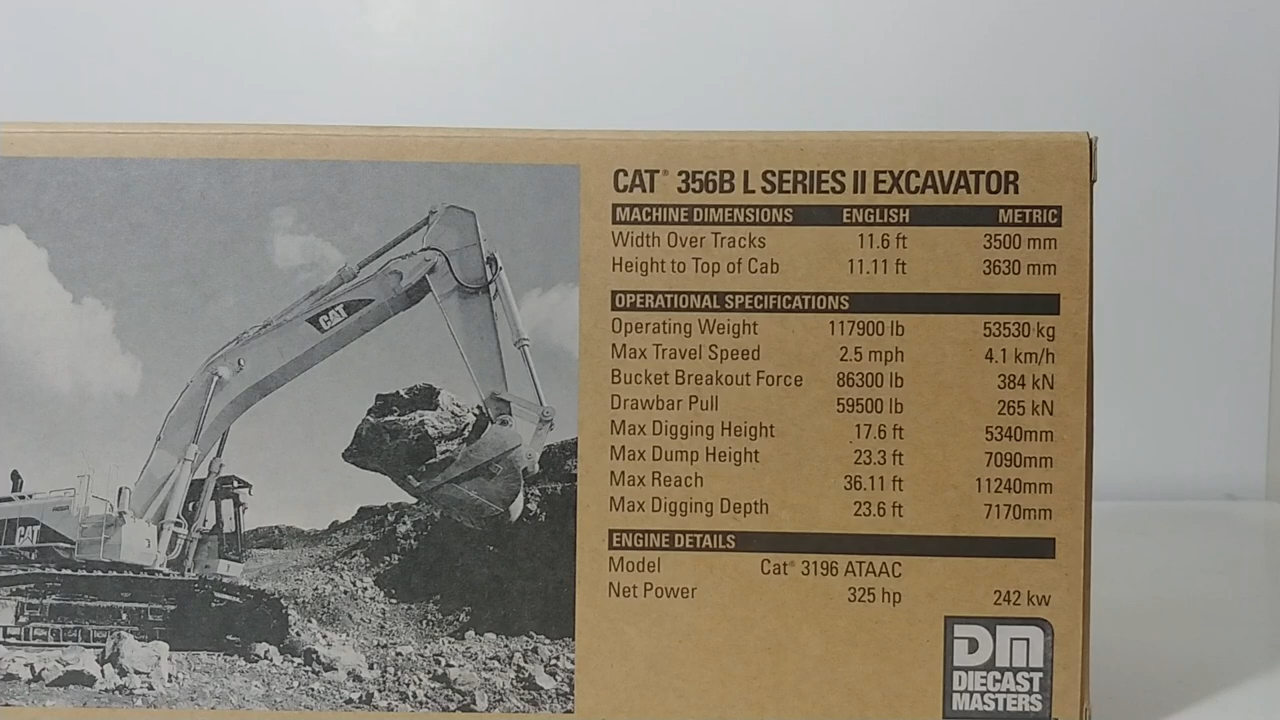 CAT® 356B L SERIES II EXCAVATOR
MACHINE DIMENSIONS ENGLISH METRIC
Width Over Tracks 11.6 ft 3500 mm
Height to Top of Cab 11.11 ft 3630 mm
OPERATIONAL SPECIFICATIONS
Operating Weight 117900 lb 53530 kg
Max Travel Speed 2.5 mph 4.1 km/h
Bucket Breakout Force 86300 lb 384 kN
Drawbar Pull 59500 lb 265 kN
Max Digging Height 17.6 ft 5340mm
Max Dump Height 23.3 ft 7090mm
Max Reach 36.11 ft 11240mm
Max Digging Depth 23.6 ft 7170mm
ENGINE DETAILS
Model Cat® 3196 ATAAC
Net Power 325 hp 242 kw
DM
DIECAST
MASTERS
CAT
CAT